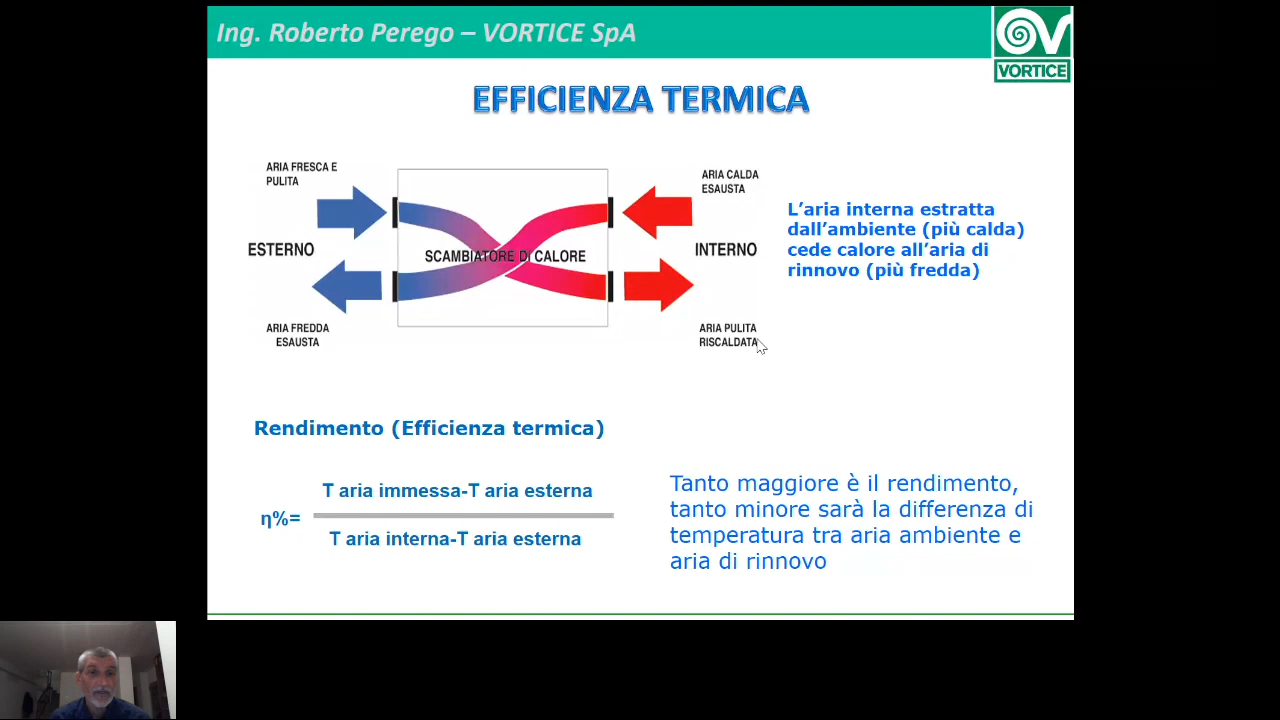 Ing. Roberto Perego – VORTICE SpA
VORTICE
EFFICIENZA TERMICA
ARIA FRESCA E
PULITA
ARIA CALDA
ESAUSTA
ESTERNO
SCAMBIATORE DI CALORE
INTERNO
ARIA FREDDA
ESAUSTA
ARIA PULITA
RISCALDATA
L’aria interna estratta
dall’ambiente (più calda)
cede calore all’aria di
rinnovo (più fredda)
Rendimento (Efficienza termica)
T aria immessa-T aria esterna
η%=
T aria interna-T aria esterna
Tanto maggiore è il rendimento,
tanto minore sarà la differenza di
temperatura tra aria ambiente e
aria di rinnovo